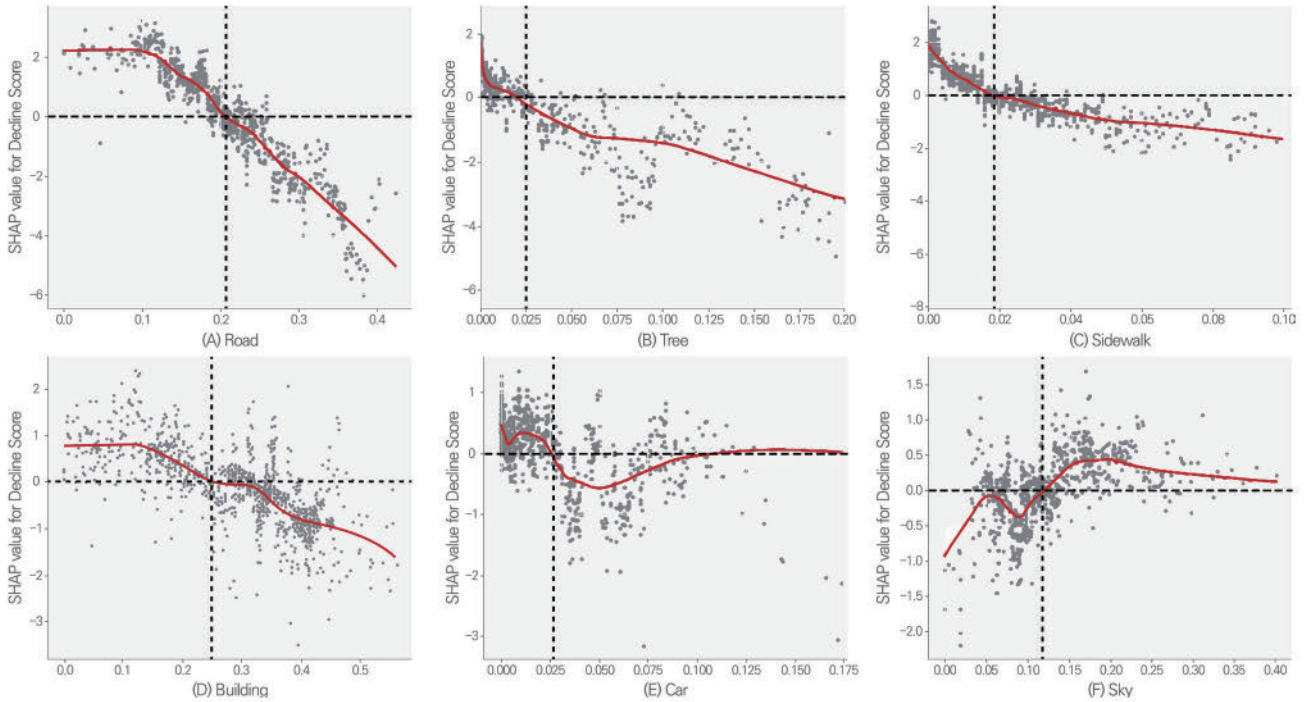 SHAP value for Decline Score
2
0
−2
−4
−6
0.0 0.1 0.2 0.3 0.4
(A) Road
SHAP value for Decline Score
2
0
−2
−4
−6
0.000 0.025 0.050 0.075 0.100 0.125 0.150 0.175 0.20
(B) Tree
SHAP value for Decline Score
2
0
−2
−4
−6
−8
0.00 0.02 0.04 0.06 0.08 0.10
(C) Sidewalk
SHAP value for Decline Score
2
1
0
−1
−2
−3
0.0 0.1 0.2 0.3 0.4 0.5
(D) Building
SHAP value for Decline Score
1
0
−1
−2
−3
0.000 0.025 0.050 0.075 0.100 0.125 0.150 0.175
(E) Car
SHAP value for Decline Score
1.5
1.0
0.5
0.0
−0.5
−1.0
−1.5
−2.0
0.00 0.05 0.10 0.15 0.20 0.25 0.30 0.35 0.40
(F) Sky